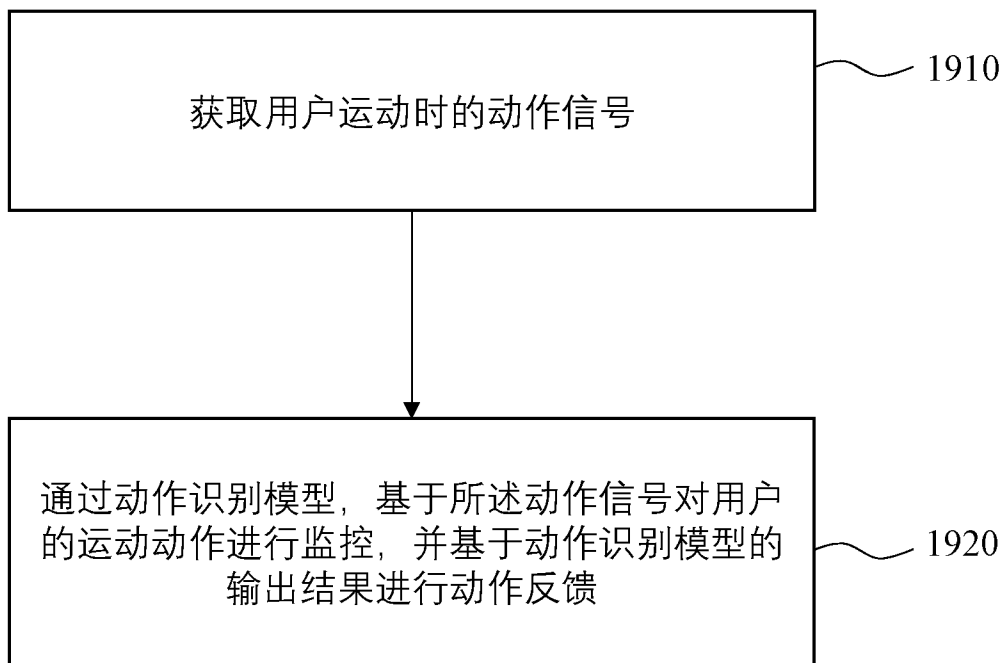 获取用户运动时的动作信号
1910
通过动作识别模型，基于所述动作信号对用户
的运动动作进行监控，并基于动作识别模型的
输出结果进行动作反馈
1920